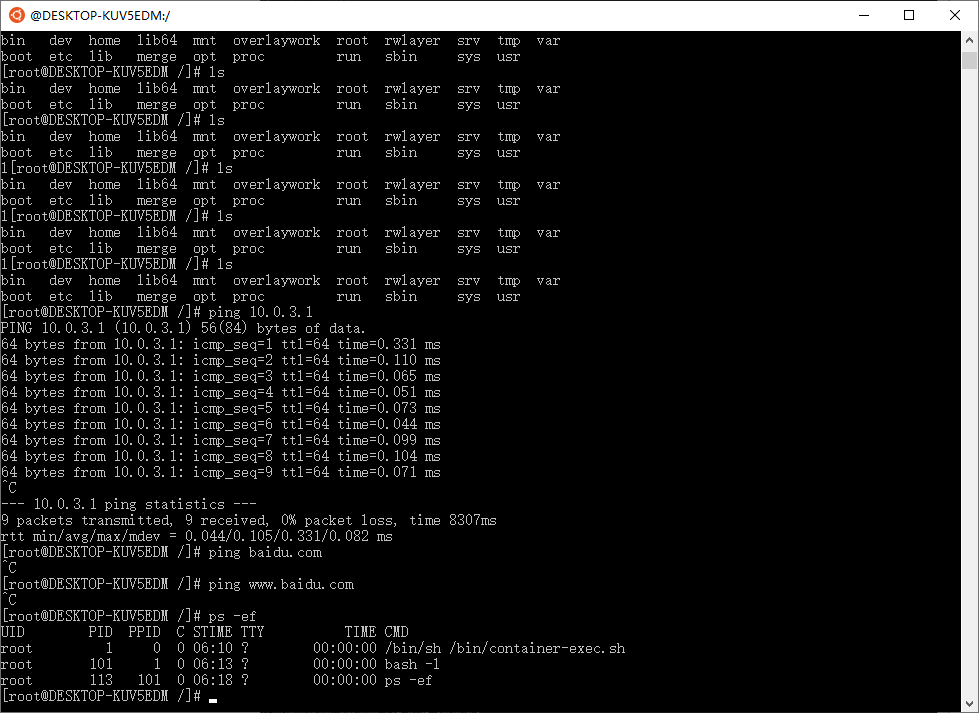 @DESKTOP-KUV5EDM:/
bin   dev  home  lib64  mnt  overlaywork  root  rwlayer  srv  tmp  var
boot  etc  lib   merge  opt  proc         run   sbin     sys  usr
[root@DESKTOP-KUV5EDM /]# ls
bin   dev  home  lib64  mnt  overlaywork  root  rwlayer  srv  tmp  var
boot  etc  lib   merge  opt  proc         run   sbin     sys  usr
[root@DESKTOP-KUV5EDM /]# ls
bin   dev  home  lib64  mnt  overlaywork  root  rwlayer  srv  tmp  var
boot  etc  lib   merge  opt  proc         run   sbin     sys  usr
l[root@DESKTOP-KUV5EDM /]# ls
bin   dev  home  lib64  mnt  overlaywork  root  rwlayer  srv  tmp  var
boot  etc  lib   merge  opt  proc         run   sbin     sys  usr
l[root@DESKTOP-KUV5EDM /]# ls
bin   dev  home  lib64  mnt  overlaywork  root  rwlayer  srv  tmp  var
boot  etc  lib   merge  opt  proc         run   sbin     sys  usr
l[root@DESKTOP-KUV5EDM /]# ls
bin   dev  home  lib64  mnt  overlaywork  root  rwlayer  srv  tmp  var
boot  etc  lib   merge  opt  proc         run   sbin     sys  usr
[root@DESKTOP-KUV5EDM /]# ping 10.0.3.1
PING 10.0.3.1 (10.0.3.1) 56(84) bytes of data.
64 bytes from 10.0.3.1: icmp_seq=1 ttl=64 time=0.331 ms
64 bytes from 10.0.3.1: icmp_seq=2 ttl=64 time=0.110 ms
64 bytes from 10.0.3.1: icmp_seq=3 ttl=64 time=0.065 ms
64 bytes from 10.0.3.1: icmp_seq=4 ttl=64 time=0.051 ms
64 bytes from 10.0.3.1: icmp_seq=5 ttl=64 time=0.073 ms
64 bytes from 10.0.3.1: icmp_seq=6 ttl=64 time=0.044 ms
64 bytes from 10.0.3.1: icmp_seq=7 ttl=64 time=0.099 ms
64 bytes from 10.0.3.1: icmp_seq=8 ttl=64 time=0.104 ms
64 bytes from 10.0.3.1: icmp_seq=9 ttl=64 time=0.071 ms
^C
--- 10.0.3.1 ping statistics ---
9 packets transmitted, 9 received, 0% packet loss, time 8307ms
rtt min/avg/max/mdev = 0.044/0.105/0.331/0.082 ms
[root@DESKTOP-KUV5EDM /]# ping baidu.com
^C
[root@DESKTOP-KUV5EDM /]# ping www.baidu.com
^C
[root@DESKTOP-KUV5EDM /]# ps -ef
UID        PID  PPID  C STIME TTY          TIME CMD
root         1     0  0 06:10 ?        00:00:00 /bin/sh /bin/container-exec.sh
root       101     1  0 06:13 ?        00:00:00 bash -l
root       113   101  0 06:18 ?        00:00:00 ps -ef
[root@DESKTOP-KUV5EDM /]#